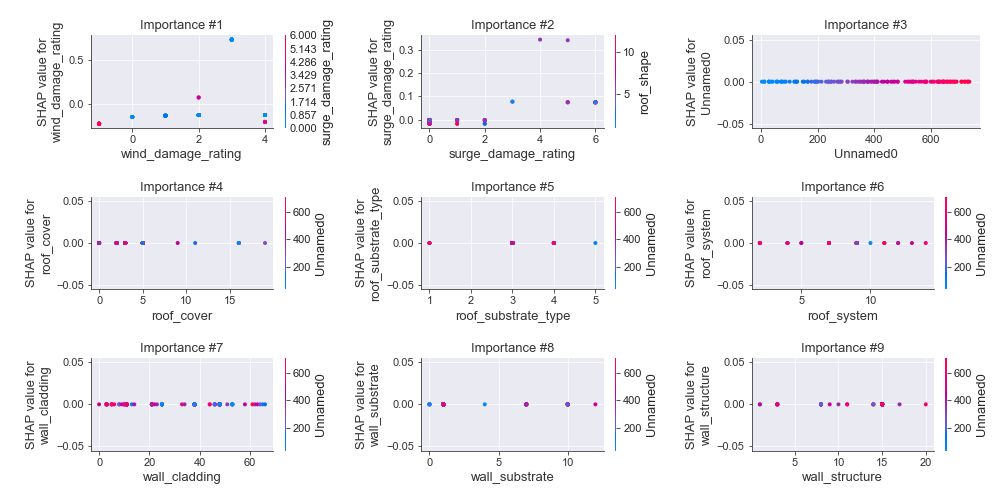 Importance #1
SHAP value for
wind_damage_rating
0.5
0.0
0
2
4
wind_damage_rating
6.000
5.143
4.286
3.429
2.571
1.714
0.857
0.000
surge_damage_rating
Importance #2
SHAP value for
surge_damage_rating
0.3
0.2
0.1
0.0
0
2
4
6
surge_damage_rating
10
5
roof_shape
Importance #3
SHAP value for
Unnamed0
0.05
0.00
−0.05
0
200
400
600
Unnamed0
Importance #4
SHAP value for
roof_cover
0.05
0.00
−0.05
0
5
10
15
roof_cover
600
400
200
Unnamed0
Importance #5
SHAP value for
roof_substrate_type
0.05
0.00
−0.05
1
2
3
4
5
roof_substrate_type
600
400
200
Unnamed0
Importance #6
SHAP value for
roof_system
0.05
0.00
−0.05
5
10
roof_system
600
400
200
Unnamed0
Importance #7
SHAP value for
wall_cladding
0.05
0.00
−0.05
0
20
40
60
wall_cladding
600
400
200
Unnamed0
Importance #8
SHAP value for
wall_substrate
0.05
0.00
−0.05
0
5
10
wall_substrate
600
400
200
Unnamed0
Importance #9
SHAP value for
wall_structure
0.05
0.00
−0.05
5
10
15
20
wall_structure
600
400
200
Unnamed0